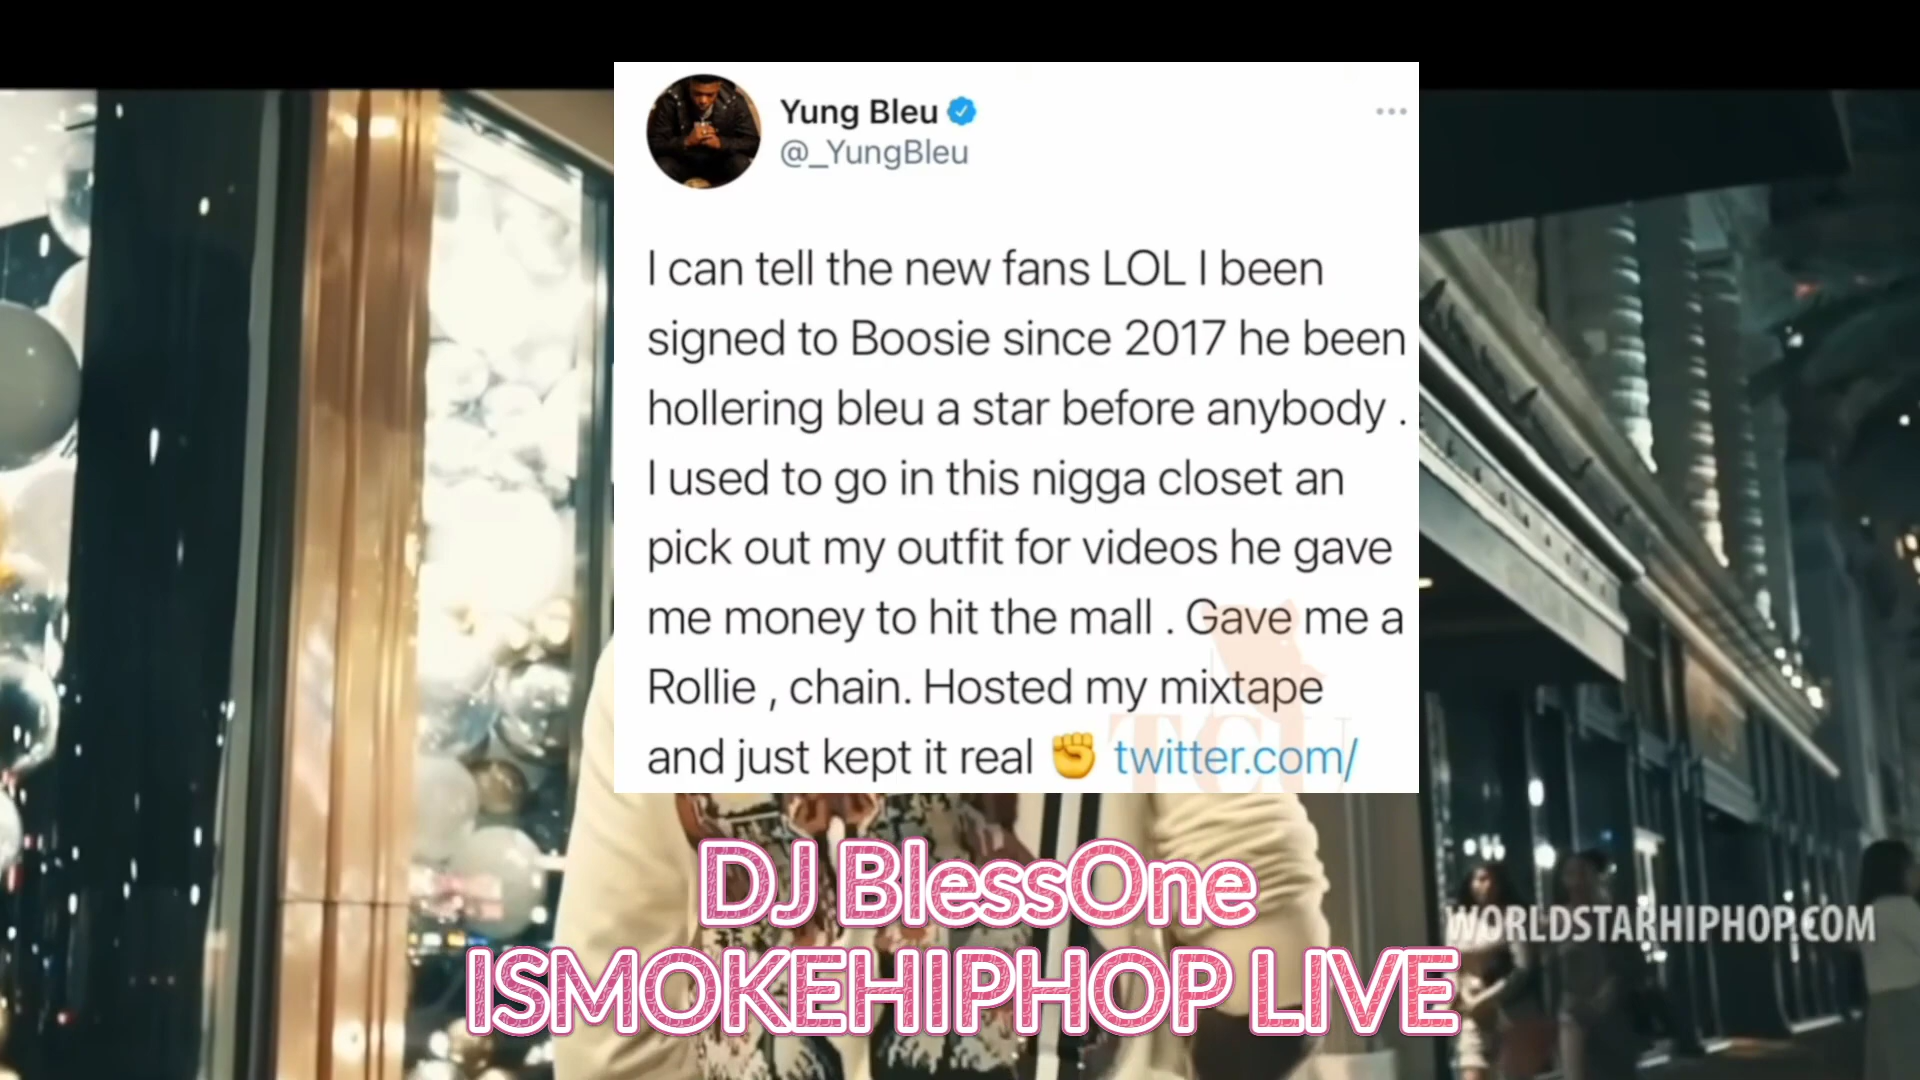 Yung Bleu
@_YungBleu
I can tell the new fans LOL I been
signed to Boosie since 2017 he been
hollering bleu a star before anybody .
I used to go in this nigga closet an
pick out my outfit for videos he gave
me money to hit the mall . Gave me a
Rollie , chain. Hosted my mixtape
and just kept it real ✊ twitter.com/
TCU
DJ BlessOne
WORLDSTARHIPHOP.COM
ISMOKEHIPHOP LIVE